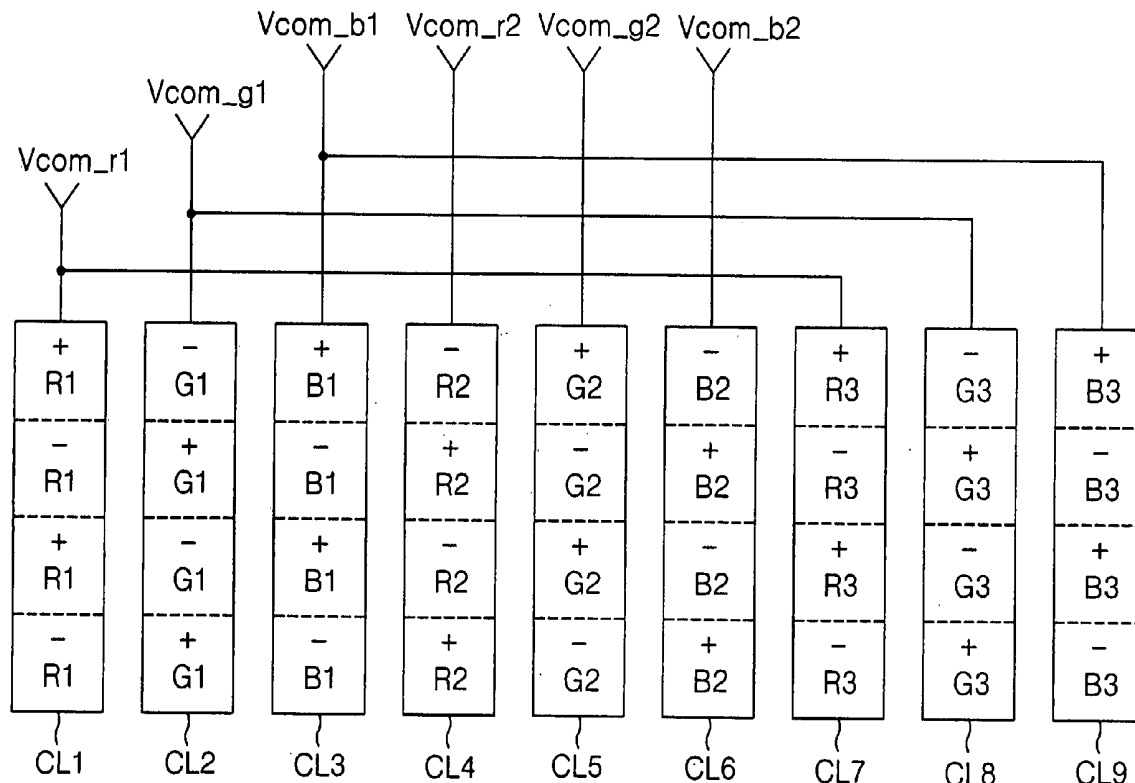 Vcom_b1 Vcom_r2 Vcom_g2 Vcom_b2
Vcom_g1
Vcom_r1
+ − + − + − + − +
R1 G1 B1 R2 G2 B2 R3 G3 B3
− + − + − + − + −
R1 G1 B1 R2 G2 B2 R3 G3 B3
+ − + − + − + − +
R1 G1 B1 R2 G2 B2 R3 G3 B3
− + − + − + − + −
R1 G1 B1 R2 G2 B2 R3 G3 B3
CL1 CL2 CL3 CL4 CL5 CL6 CL7 CL8 CL9